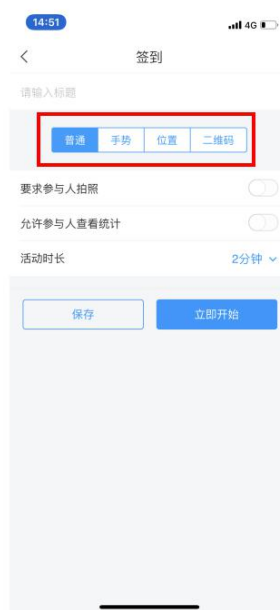 14:51 4G
签到
请输入标题
普通 手势 位置 二维码
要求参与人拍照
允许参与人查看统计
活动时长 2分钟
保存 立即开始